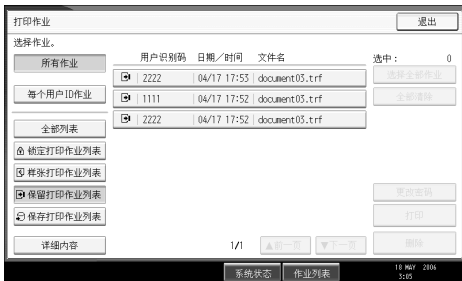 打印作业
退出
选择作业。
所有作业
用户识别码 日期／时间 文件名
选中： 0
2222 04/17 17:53 document03.trf
选择全部作业
每个用户ID作业
1111 04/17 17:52 document03.trf
全部清除
2222 04/17 17:52 document03.trf
全部列表
锁定打印作业列表
样张打印作业列表
保留打印作业列表
更改密码
保存打印作业列表
打印
详细内容
1/1
▲前一页
▼下一页
删除
系统状态
作业列表
18 MAY 2006
3:05